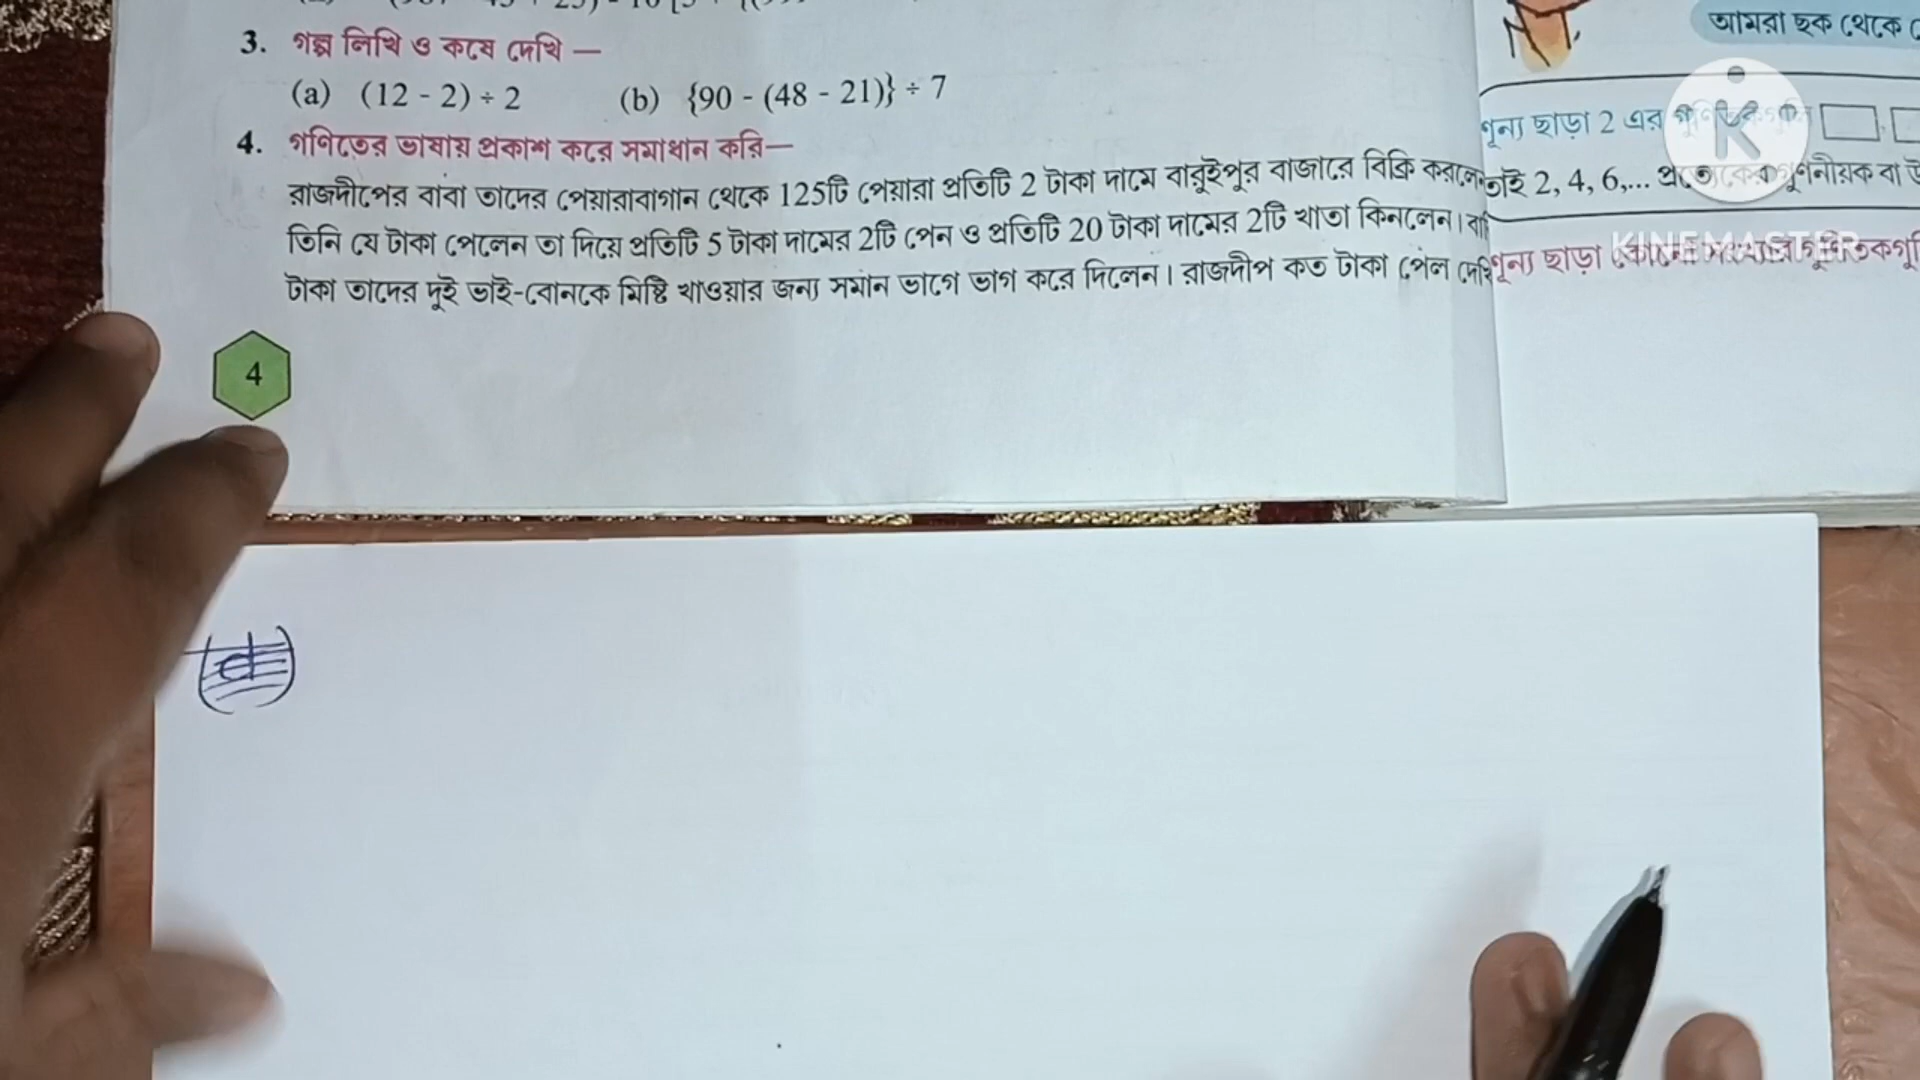 3. গল্প লিখি ও কষে দেখি —
(a) (12 - 2) ÷ 2 (b) {90 - (48 - 21)} ÷ 7
4. গণিতের ভাষায় প্রকাশ করে সমাধান করি—
রাজদীপের বাবা তাদের পেয়ারাবাগান থেকে 125টি পেয়ারা প্রতিটি 2 টাকা দামে বারুইপুর বাজারে বিক্রি করলেন
তিনি যে টাকা পেলেন তা দিয়ে প্রতিটি 5 টাকা দামের 2টি পেন ও প্রতিটি 20 টাকা দামের 2টি খাতা কিনলেন।
টাকা তাদের দুই ভাই-বোনকে মিষ্টি খাওয়ার জন্য সমান ভাগে ভাগ করে দিলেন। রাজদীপ কত টাকা পেল
4
আমরা ছক থেকে
শূন্য ছাড়া 2 এর
তাই 2, 4, 6,...
শূন্য ছাড়া
K
KINEMASTER